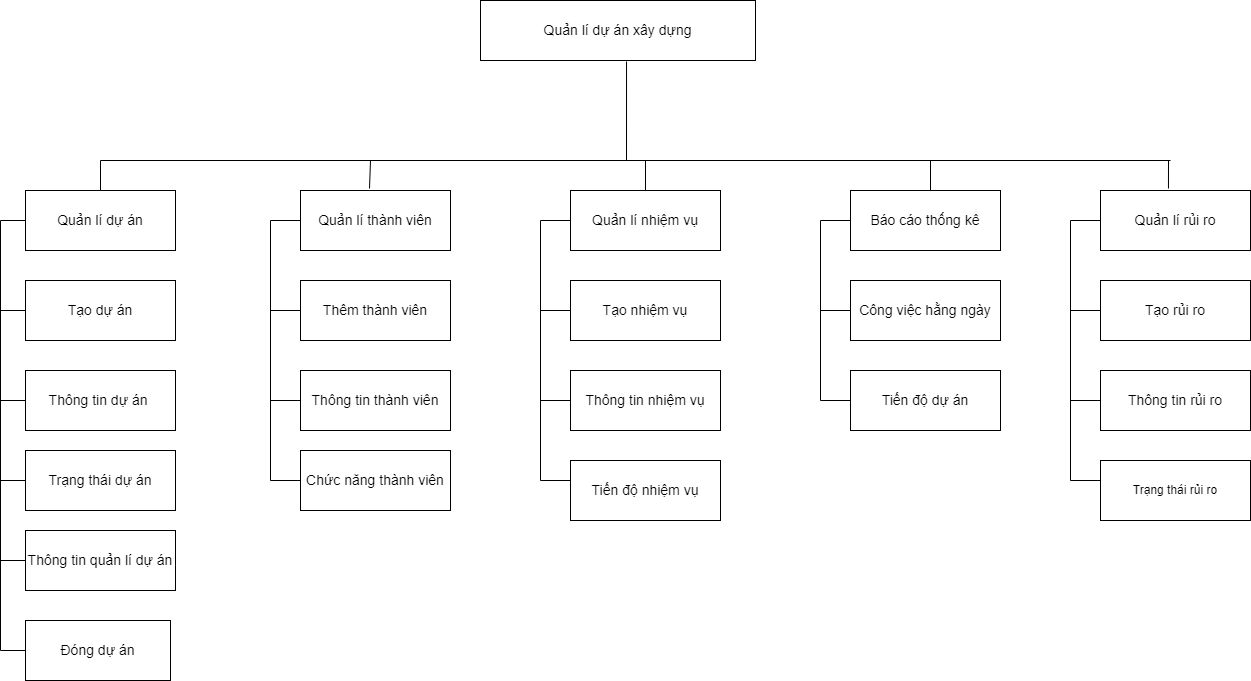 Quản lí dự án xây dựng
Quản lí dự án
Tạo dự án
Thông tin dự án
Trạng thái dự án
Thông tin quản lí dự án
Đóng dự án
Quản lí thành viên
Thêm thành viên
Thông tin thành viên
Chức năng thành viên
Quản lí nhiệm vụ
Tạo nhiệm vụ
Thông tin nhiệm vụ
Tiến độ nhiệm vụ
Báo cáo thống kê
Công việc hằng ngày
Tiến độ dự án
Quản lí rủi ro
Tạo rủi ro
Thông tin rủi ro
Trạng thái rủi ro